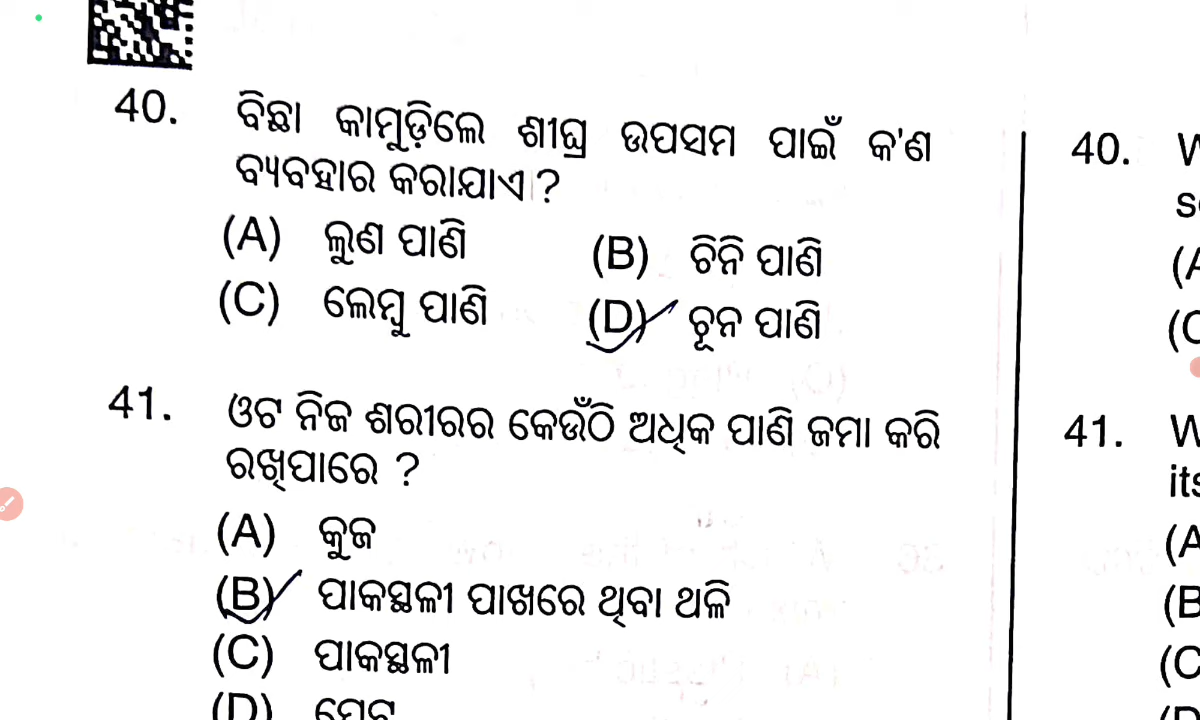 40. ବିଛା କାମୁଡ଼ିଲେ ଶୀଘ୍ର ଉପସମ ପାଇଁ କ'ଣ
ବ୍ୟବହାର କରାଯାଏ ?
(A) ଲୁଣ ପାଣି (B) ଚିନି ପାଣି
(C) ଲେମ୍ବୁ ପାଣି (D) ଚୂନ ପାଣି
41. ଓଟ ନିଜ ଶରୀରର କେଉଁଠି ଅଧିକ ପାଣି ଜମା କରି
ରଖିପାରେ ?
(A) କୁଜ
(B) ପାକସ୍ଥଳୀ ପାଖରେ ଥିବା ଥଳି
(C) ପାକସ୍ଥଳୀ
(D) ପେଟ
40.
41.